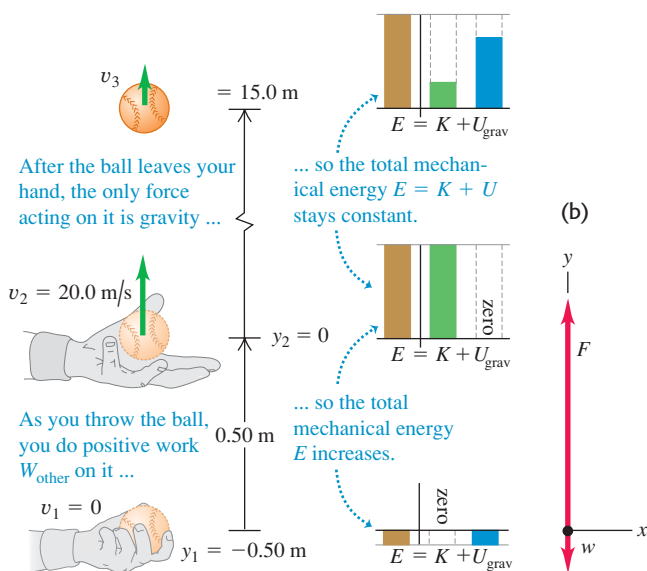 v3
= 15.0 m
E = K + Ugrav
After the ball leaves your
hand, the only force
acting on it is gravity ...
... so the total mechan-
ical energy E = K + U
stays constant.
(b)
y
F
v2 = 20.0 m/s
y2 = 0
zero
E = K + Ugrav
As you throw the ball,
you do positive work
Wother on it ...
0.50 m
... so the total
mechanical energy
E increases.
v1 = 0
y1 = −0.50 m
zero
E = K + Ugrav
x
w